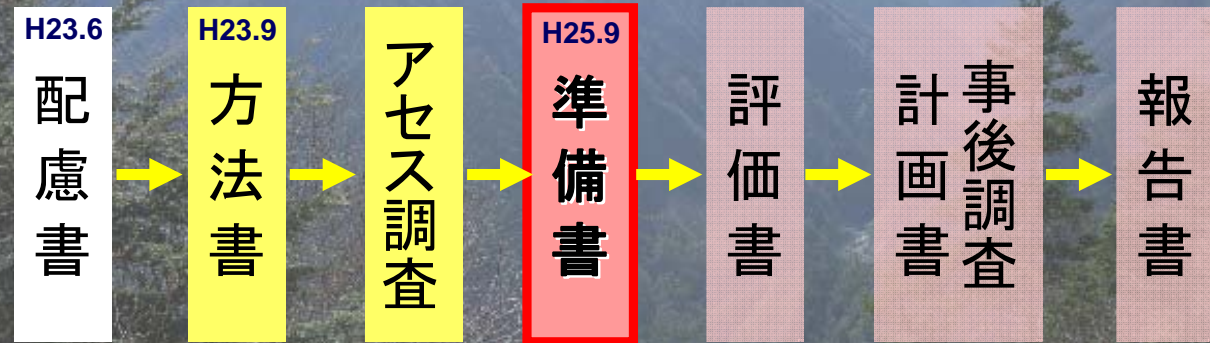 H23.6
配慮書
H23.9
方法書
アセス調査
H25.9
準備書
評価書
事後調査
計画書
報告書